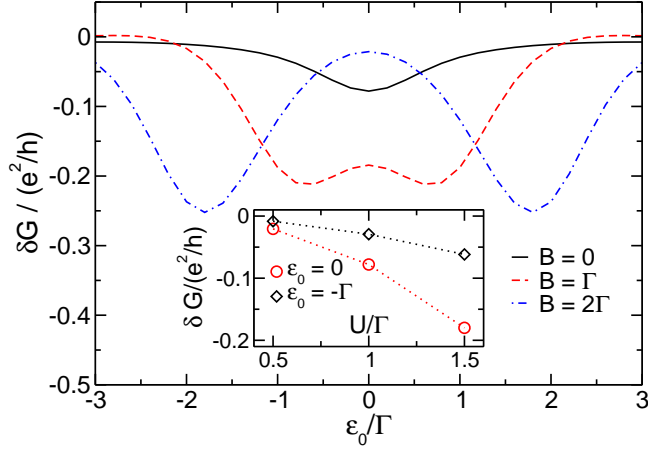 δG / (e²/h)
0
-0.1
-0.2
-0.3
-0.4
-0.5
-3
-2
-1
0
1
2
3
ε₀/Γ
B = 0
B = Γ
B = 2Γ
δ G/(e²/h)
0
-0.1
-0.2
0.5
1
1.5
U/Γ
ε₀ = 0
ε₀ = -Γ